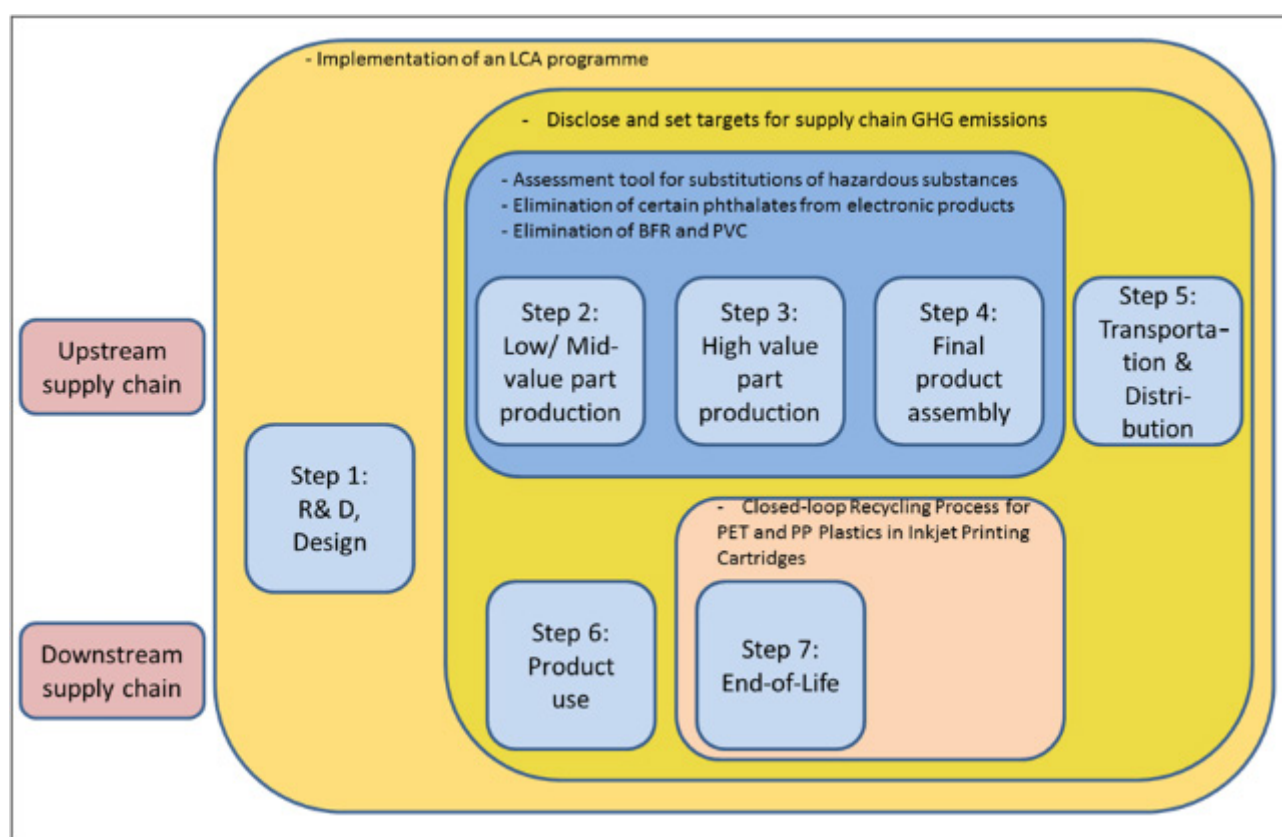 - Implementation of an LCA programme
- Disclose and set targets for supply chain GHG emissions
- Assessment tool for substitutions of hazardous substances
- Elimination of certain phthalates from electronic products
- Elimination of BFR and PVC
Upstream
supply chain
Step 1:
R& D,
Design
Step 2:
Low/ Mid-
value part
production
Step 3:
High value
part
production
Step 4:
Final
product
assembly
Step 5:
Transporta-
tion &
Distri-
bution
Downstream
supply chain
Step 6:
Product
use
- Closed-loop Recycling Process for
PET and PP Plastics in Inkjet Printing
Cartridges
Step 7:
End-of-Life